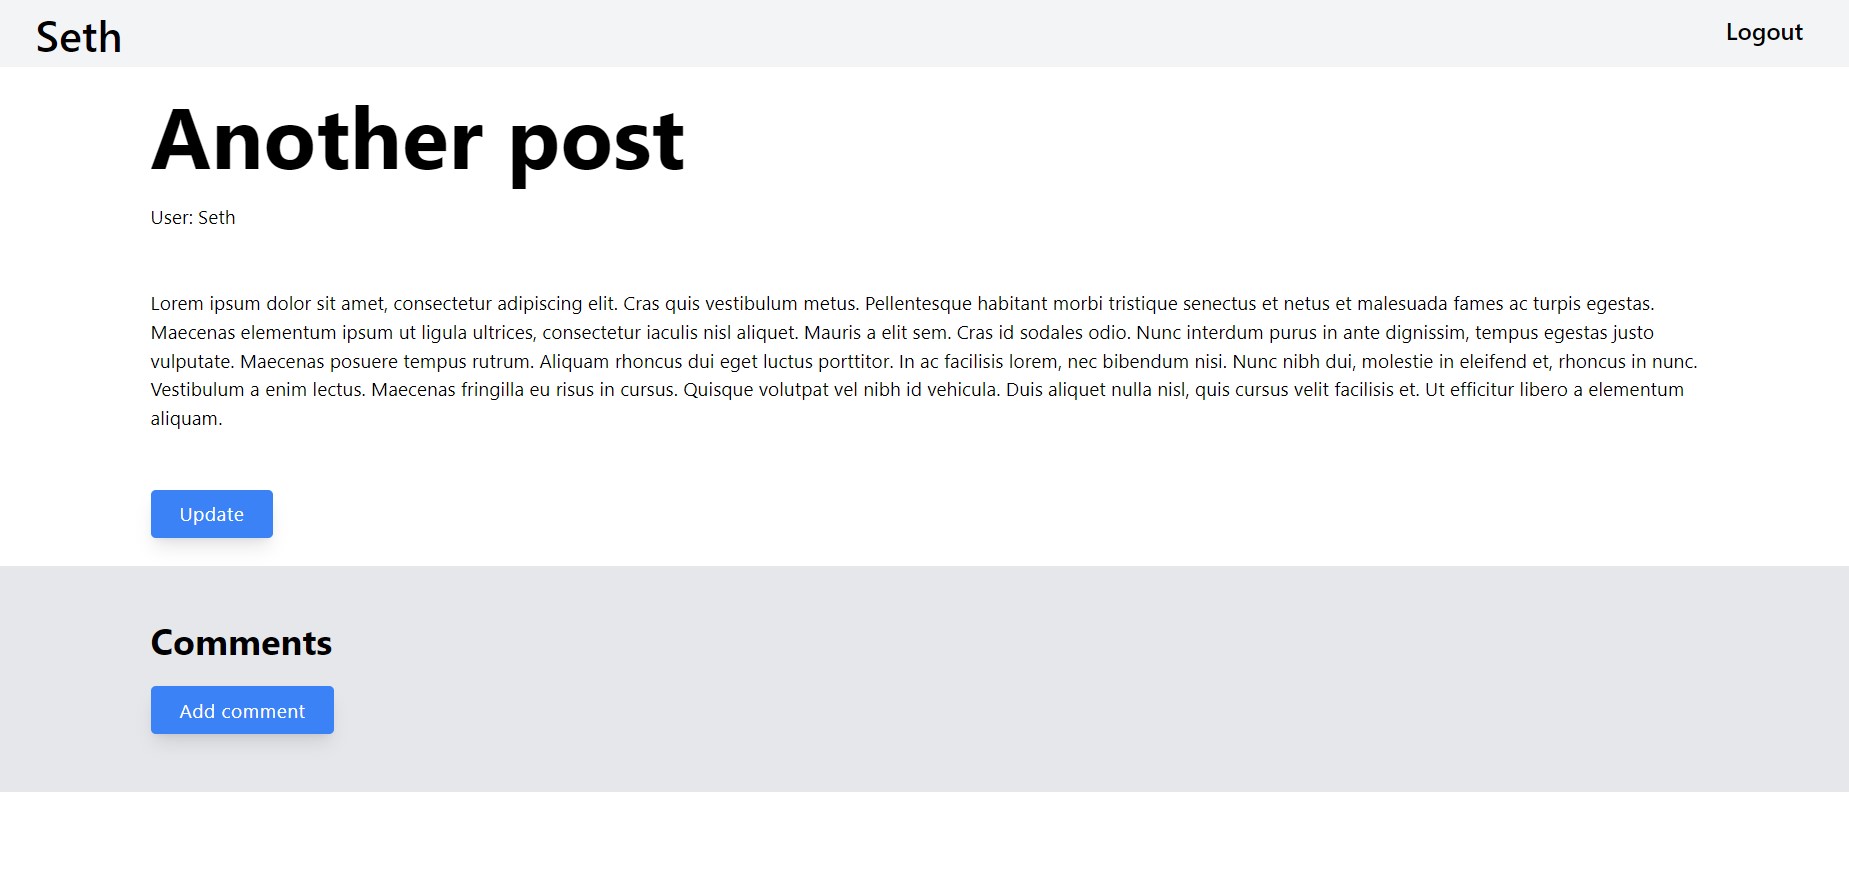 Seth
Logout
Another post
User: Seth
Lorem ipsum dolor sit amet, consectetur adipiscing elit. Cras quis vestibulum metus. Pellentesque habitant morbi tristique senectus et netus et malesuada fames ac turpis egestas.
Maecenas elementum ipsum ut ligula ultrices, consectetur iaculis nisl aliquet. Mauris a elit sem. Cras id sodales odio. Nunc interdum purus in ante dignissim, tempus egestas justo
vulputate. Maecenas posuere tempus rutrum. Aliquam rhoncus dui eget luctus porttitor. In ac facilisis lorem, nec bibendum nisi. Nunc nibh dui, molestie in eleifend et, rhoncus in nunc.
Vestibulum a enim lectus. Maecenas fringilla eu risus in cursus. Quisque volutpat vel nibh id vehicula. Duis aliquet nulla nisl, quis cursus velit facilisis et. Ut efficitur libero a elementum
aliquam.
Update
Comments
Add comment